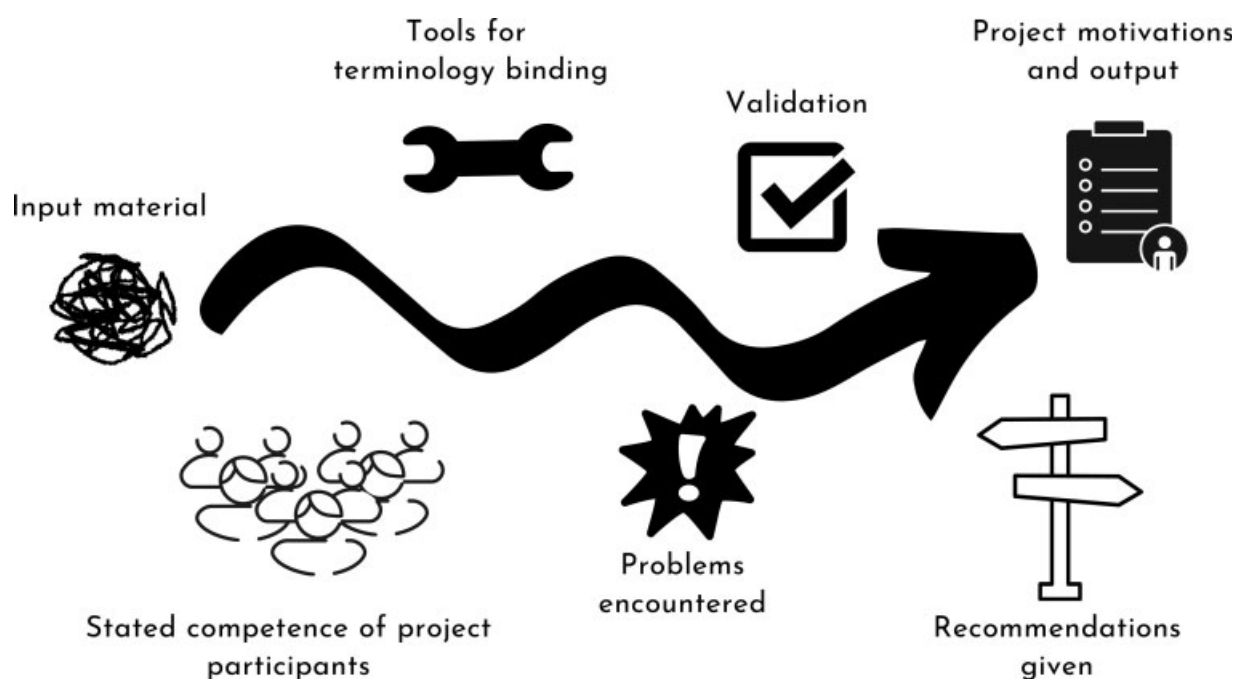 Tools for
terminology binding
Project motivations
and output
Validation
Input material
Problems
encountered
Stated competence of project
participants
Recommendations
given